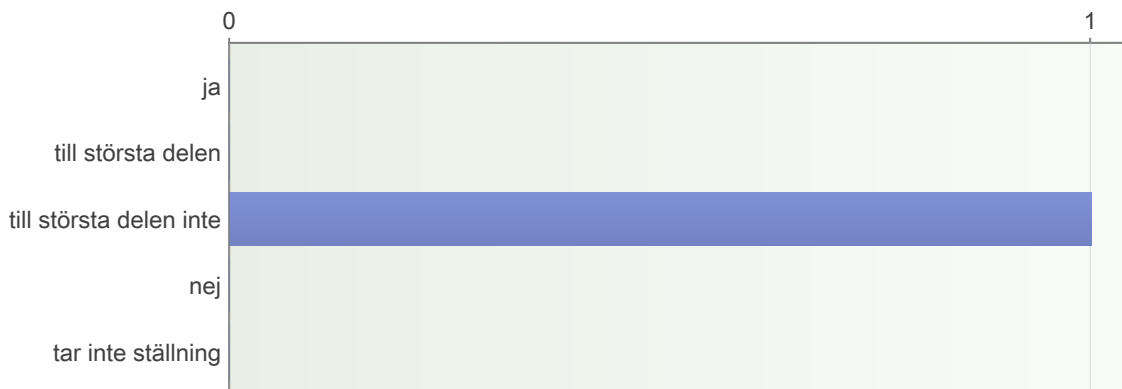 0 1
ja
till största delen
till största delen inte
nej
tar inte ställning